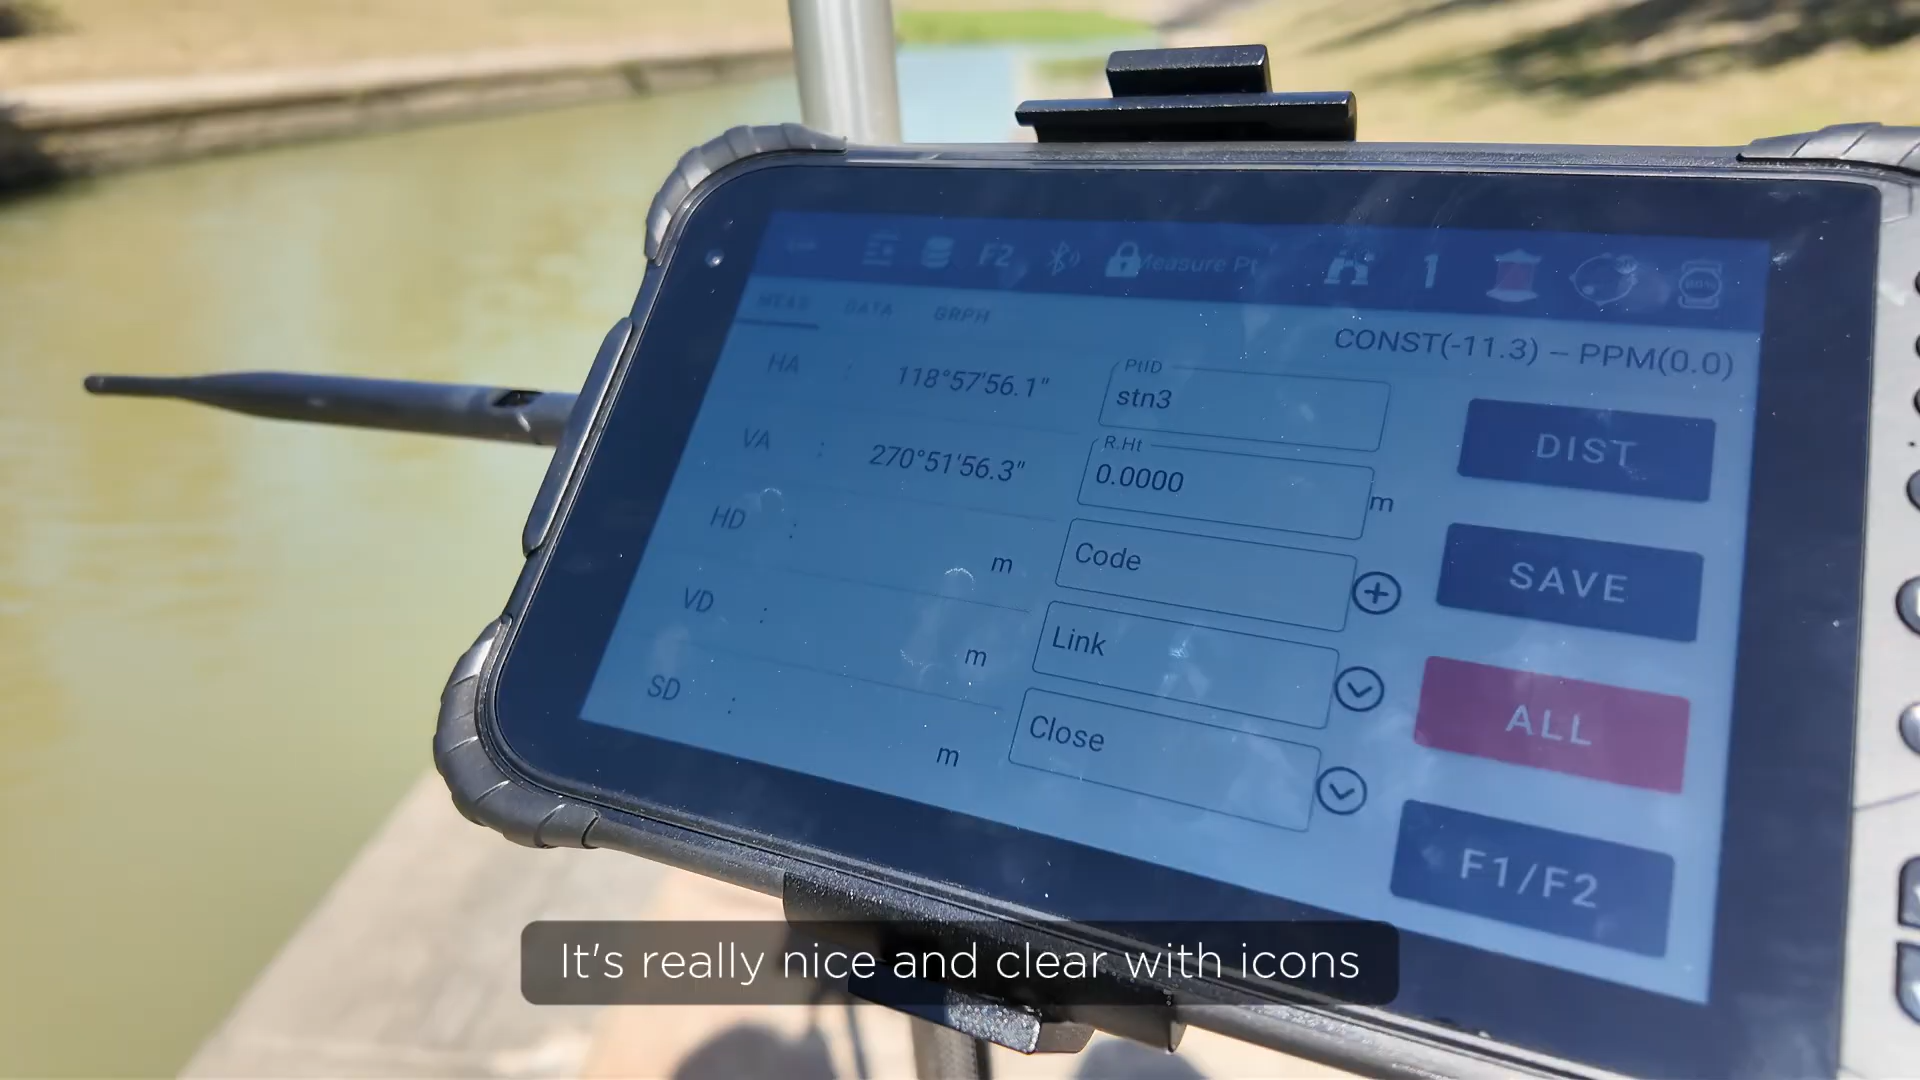 F2 Measure Pt 1 80%
MEAS DATA GRPH
CONST(-11.3) – PPM(0.0)
HA : 118°57'56.1"
VA : 270°51'56.3"
HD : m
VD : m
SD : m
PtID
stn3
R.Ht
0.0000 m
Code
Link
Close
DIST
SAVE
ALL
F1/F2
It's really nice and clear with icons